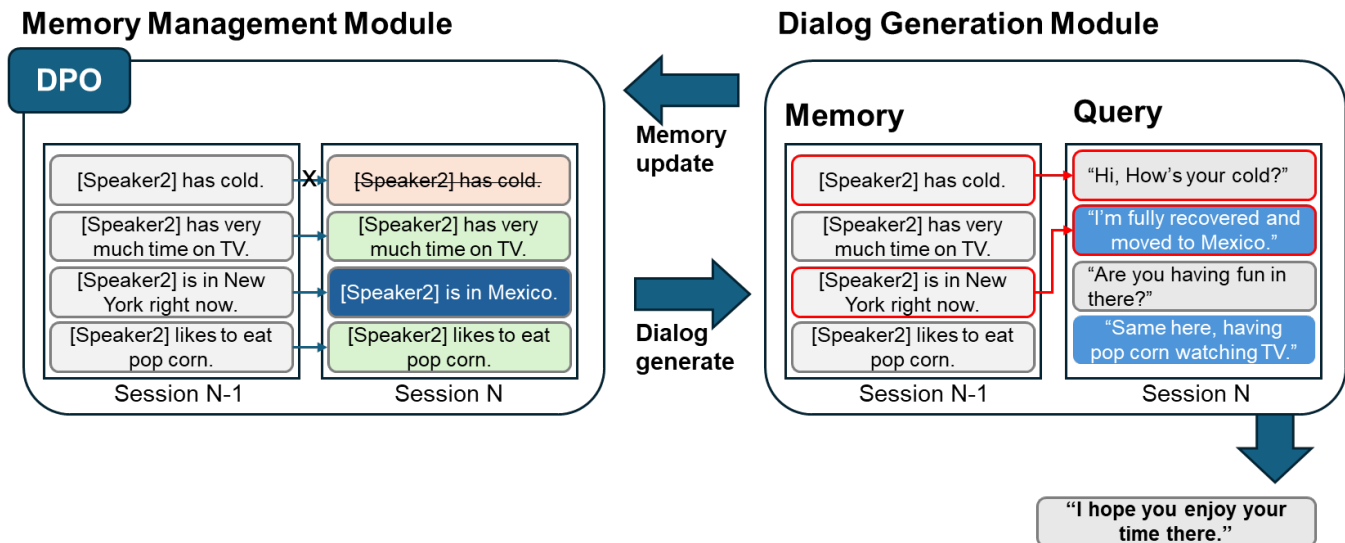 Memory Management Module
DPO
[Speaker2] has cold.
[Speaker2] has very
much time on TV.
[Speaker2] is in New
York right now.
[Speaker2] likes to eat
pop corn.
Session N-1
X
[Speaker2] has cold.
[Speaker2] has very
much time on TV.
[Speaker2] is in Mexico.
[Speaker2] likes to eat
pop corn.
Session N
Memory
update
Dialog
generate
Dialog Generation Module
Memory
[Speaker2] has cold.
[Speaker2] has very
much time on TV.
[Speaker2] is in New
York right now.
[Speaker2] likes to eat
pop corn.
Session N-1
Query
“Hi, How’s your cold?”
“I’m fully recovered and
moved to Mexico.”
“Are you having fun in
there?”
“Same here, having
pop corn watching TV.”
Session N
“I hope you enjoy your
time there.”